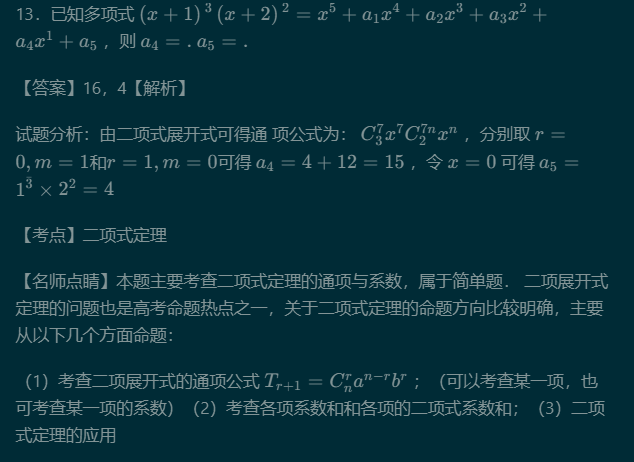 13. 已知多项式 (x + 1)³ (x + 2)² = x⁵ + a₁x⁴ + a₂x³ + a₃x² +
a₄x¹ + a₅ ，则 a₄ = . a₅ = .
【答案】16，4【解析】
试题分析：由二项式展开式可得通 项公式为： C₃⁷x⁷C₂⁷ⁿxⁿ ，分别取 r =
0, m = 1和r = 1, m = 0可得 a₄ = 4 + 12 = 15 ，令 x = 0 可得 a₅ =
1³ × 2² = 4
【考点】二项式定理
【名师点睛】本题主要考查二项式定理的通项与系数，属于简单题． 二项展开式
定理的问题也是高考命题热点之一，关于二项式定理的命题方向比较明确，主要
从以下几个方面命题：
（1）考查二项展开式的通项公式 Tᵣ₊₁ = Cₙʳaⁿ⁻ʳbʳ ；（可以考查某一项，也
可考查某一项的系数）（2）考查各项系数和和各项的二项式系数和；（3）二项
式定理的应用